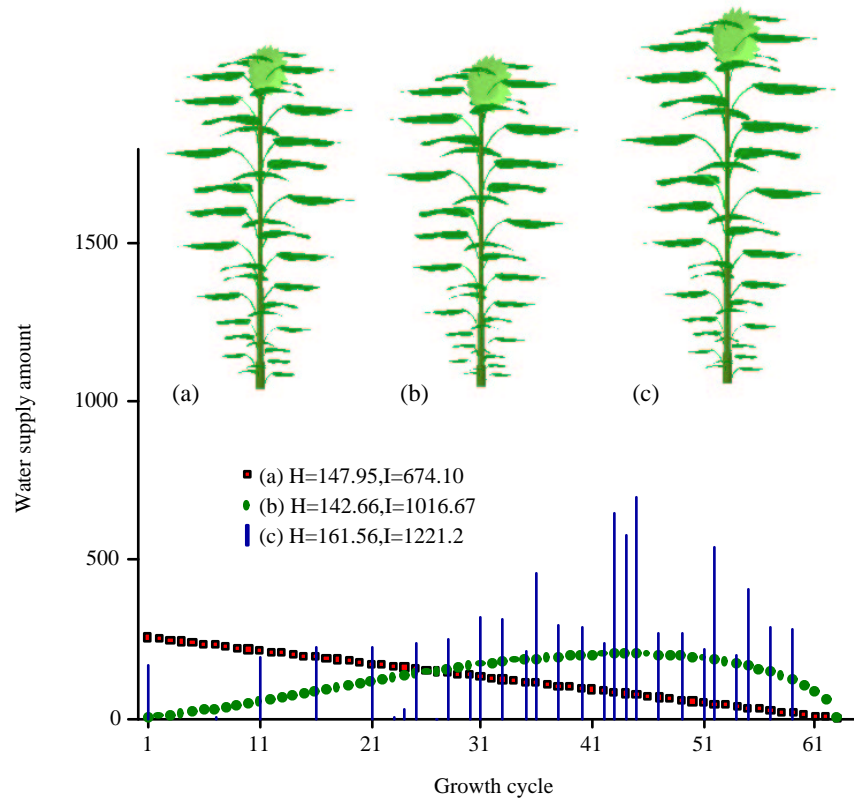 (a)
(b)
(c)
Water supply amount
1500
1000
500
0
(a) H=147.95,I=674.10
(b) H=142.66,I=1016.67
(c) H=161.56,I=1221.2
1 11 21 31 41 51 61
Growth cycle